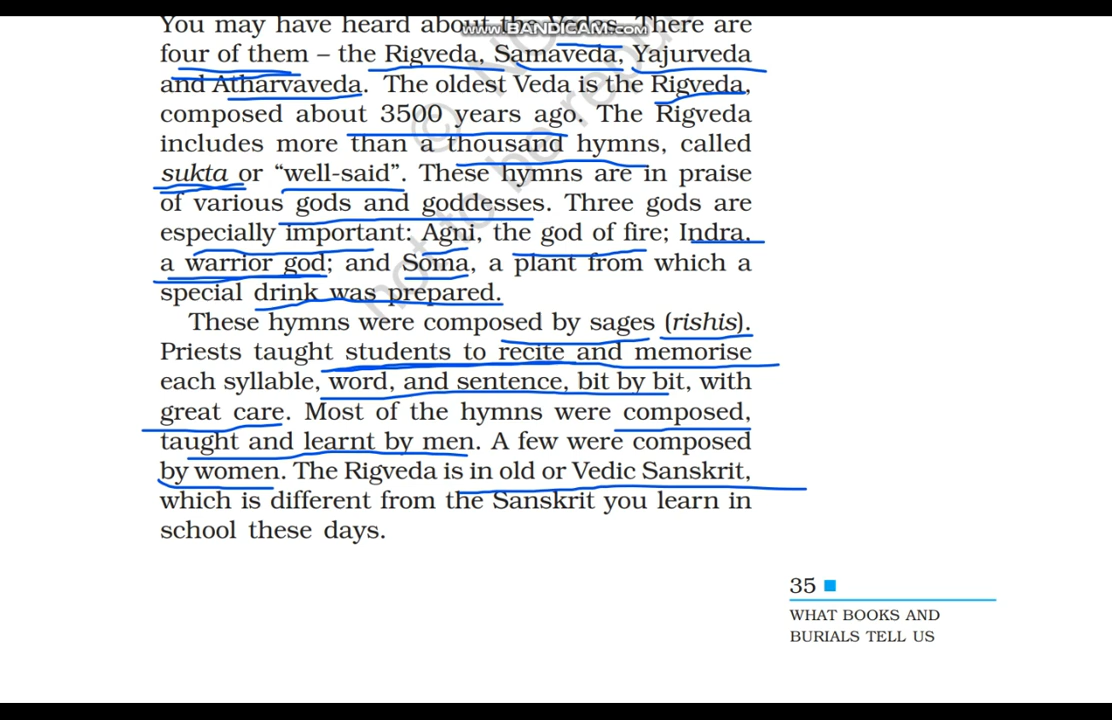 You may have heard about the Vedas. There are
www.BANDICAM.com
four of them – the Rigveda, Samaveda, Yajurveda
and Atharvaveda. The oldest Veda is the Rigveda,
composed about 3500 years ago. The Rigveda
includes more than a thousand hymns, called
sukta or “well-said”. These hymns are in praise
of various gods and goddesses. Three gods are
especially important: Agni, the god of fire; Indra,
a warrior god; and Soma, a plant from which a
special drink was prepared.
These hymns were composed by sages (rishis).
Priests taught students to recite and memorise
each syllable, word, and sentence, bit by bit, with
great care. Most of the hymns were composed,
taught and learnt by men. A few were composed
by women. The Rigveda is in old or Vedic Sanskrit,
which is different from the Sanskrit you learn in
school these days.
not to be repu
35
WHAT BOOKS AND
BURIALS TELL US